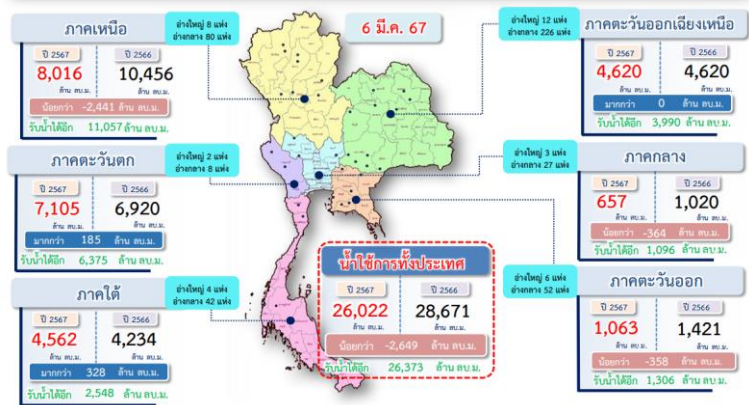 6 มี.ค. 67
ภาคเหนือ
อ่างใหญ่ 8 แห่ง
อ่างกลาง 80 แห่ง
ปี 2567 ปี 2566
8,016 10,456
ล้าน ลบ.ม. ล้าน ลบ.ม.
น้อยกว่า -2,441 ล้าน ลบ.ม.
รับน้ำได้อีก 11,057 ล้าน ลบ.ม.
ภาคตะวันตก
อ่างใหญ่ 2 แห่ง
อ่างกลาง 8 แห่ง
ปี 2567 ปี 2566
7,105 6,920
ล้าน ลบ.ม. ล้าน ลบ.ม.
มากกว่า 185 ล้าน ลบ.ม.
รับน้ำได้อีก 6,375 ล้าน ลบ.ม.
ภาคใต้
อ่างใหญ่ 4 แห่ง
อ่างกลาง 42 แห่ง
ปี 2567 ปี 2566
4,562 4,234
ล้าน ลบ.ม. ล้าน ลบ.ม.
มากกว่า 328 ล้าน ลบ.ม.
รับน้ำได้อีก 2,548 ล้าน ลบ.ม.
น้ำใช้การทั้งประเทศ
ปี 2567 ปี 2566
26,022 28,671
ล้าน ลบ.ม. ล้าน ลบ.ม.
น้อยกว่า -2,649 ล้าน ลบ.ม.
รับน้ำได้อีก 26,373 ล้าน ลบ.ม.
อ่างใหญ่ 12 แห่ง
อ่างกลาง 226 แห่ง
ภาคตะวันออกเฉียงเหนือ
ปี 2567 ปี 2566
4,620 4,620
ล้าน ลบ.ม. ล้าน ลบ.ม.
มากกว่า 0 ล้าน ลบ.ม.
รับน้ำได้อีก 3,990 ล้าน ลบ.ม.
อ่างใหญ่ 3 แห่ง
อ่างกลาง 27 แห่ง
ภาคกลาง
ปี 2567 ปี 2566
657 1,020
ล้าน ลบ.ม. ล้าน ลบ.ม.
น้อยกว่า -364 ล้าน ลบ.ม.
รับน้ำได้อีก 1,096 ล้าน ลบ.ม.
อ่างใหญ่ 6 แห่ง
อ่างกลาง 52 แห่ง
ภาคตะวันออก
ปี 2567 ปี 2566
1,063 1,421
ล้าน ลบ.ม. ล้าน ลบ.ม.
น้อยกว่า -358 ล้าน ลบ.ม.
รับน้ำได้อีก 1,306 ล้าน ลบ.ม.